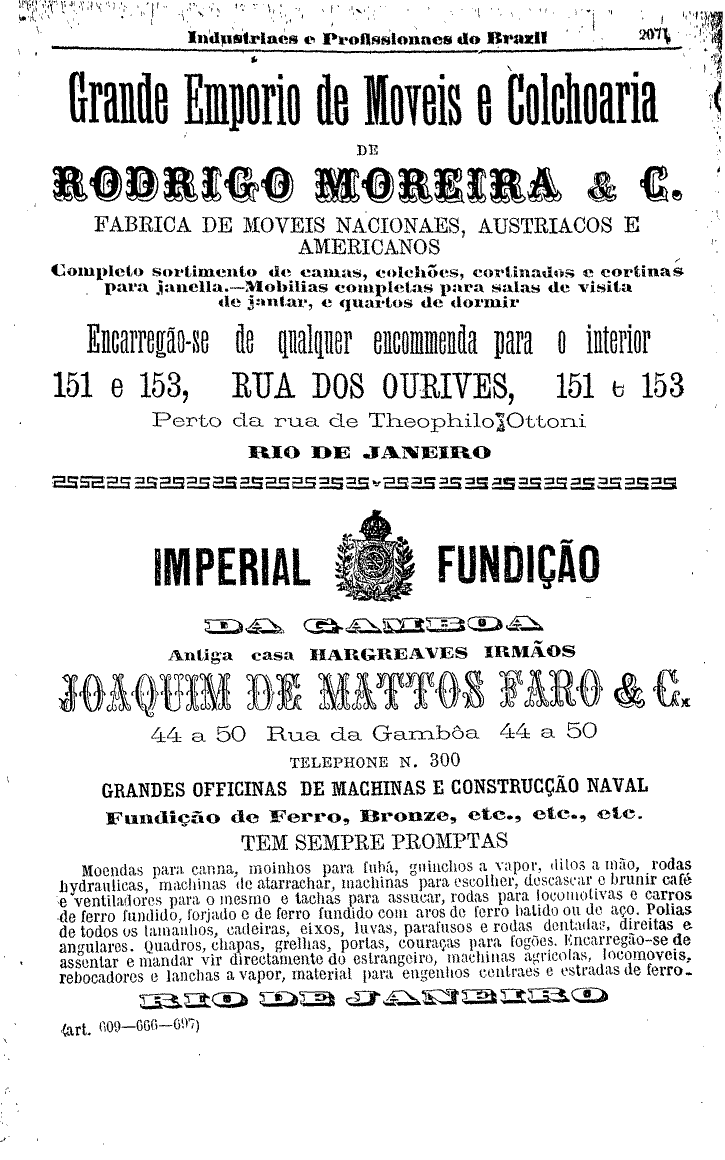 Industriaes e Profissionaes do Brazil 2071
Grande Emporio de Moveis e Colchoaria
DE
RODRIGO MOREIRA & C.
FABRICA DE MOVEIS NACIONAES, AUSTRIACOS E
AMERICANOS
Completo sortimento de camas, colchões, cortinados e cortinas
para janella.—Mobilias completas para salas de visita
de jantar, e quartos de dormir
Encarregão-se de qualquer encommenda para o interior
151 e 153, RUA DOS OURIVES, 151 e 153
Perto da rua de Theophilo Ottoni
RIO DE JANEIRO
IMPERIAL FUNDIÇÃO
DA GAMBOA
Antiga casa HARGREAVES IRMÃOS
JOAQUIM DE MATTOS FARO & C.
44 a 50 Rua da Gambôa 44 a 50
TELEPHONE N. 300
GRANDES OFFICINAS DE MACHINAS E CONSTRUCÇÃO NAVAL
Fundição de Ferro, Bronze, etc., etc., etc.
TEM SEMPRE PROMPTAS
Moendas para canna, moinhos para fubá, guinchos a vapor, ditos a mão, rodas
hydraulicas, machinas de atarrachar, machinas para escolher, descascar e brunir café
e ventiladores para o mesmo e tachas para assucar, rodas para locomotivas e carros
de ferro fundido, forjado e de ferro fundido com aros de ferro batido ou de aço. Polias
de todos os tamanhos, cadeiras, eixos, luvas, parafusos e rodas dentadas, direitas e
angulares. Quadros, chapas, grelhas, portas, couraças para fogões. Encarregão-se de
assentar e mandar vir directamente do estrangeiro, machinas agricolas, locomoveis,
rebocadores e lanchas a vapor, material para engenhos centraes e estradas de ferro.
RIO DE JANEIRO
(art. 609—666—697)